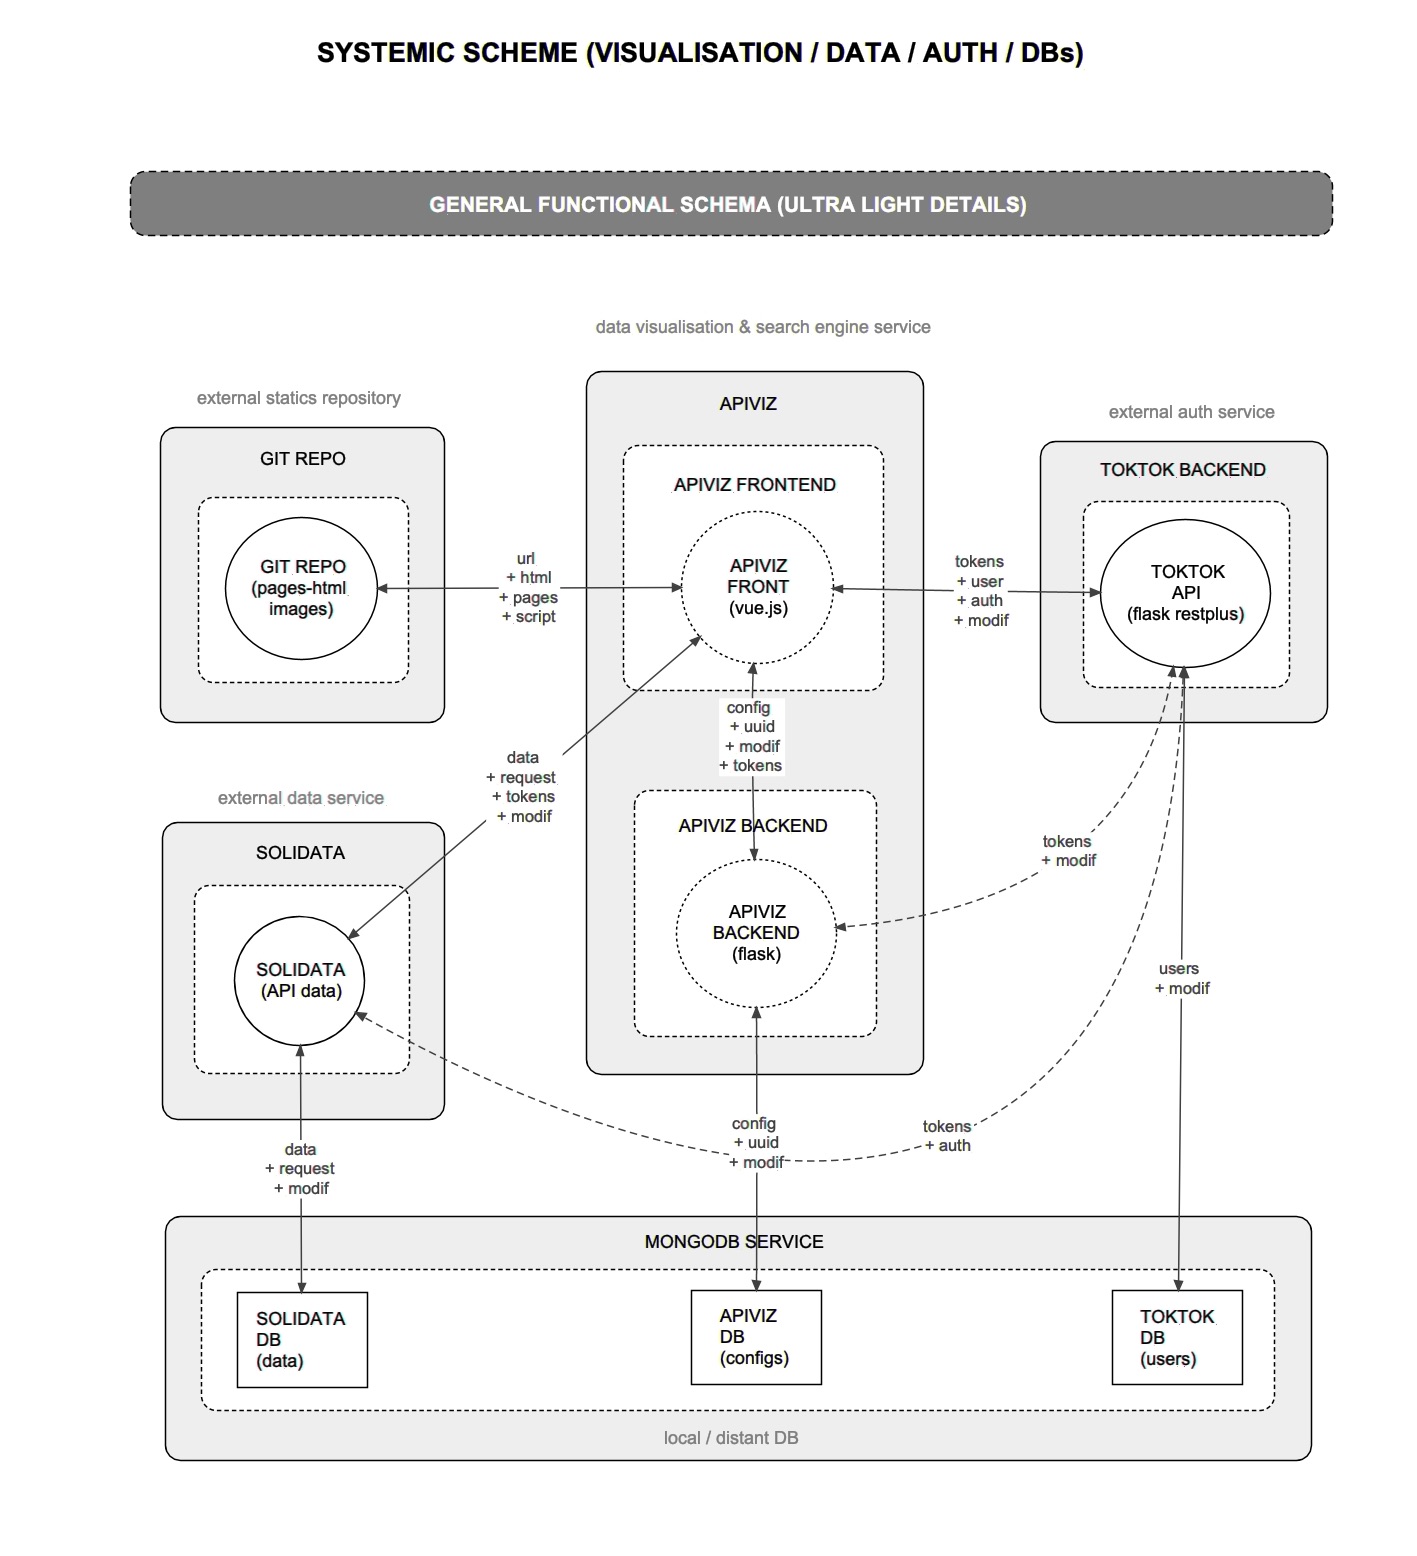 SYSTEMIC SCHEME (VISUALISATION / DATA / AUTH / DBs)
GENERAL FUNCTIONAL SCHEMA (ULTRA LIGHT DETAILS)
data visualisation & search engine service
external statics repository
external auth service
GIT REPO
GIT REPO
(pages-html
images)
url
+ html
+ pages
+ script
APIVIZ
APIVIZ FRONTEND
APIVIZ
FRONT
(vue.js)
tokens
+ user
+ auth
+ modif
TOKTOK BACKEND
TOKTOK
API
(flask restplus)
config
+ uuid
+ modif
+ tokens
data
+ request
+ tokens
+ modif
external data service
SOLIDATA
SOLIDATA
(API data)
APIVIZ BACKEND
APIVIZ
BACKEND
(flask)
tokens
+ modif
users
+ modif
tokens
+ auth
config
+ uuid
+ modif
data
+ request
+ modif
MONGODB SERVICE
SOLIDATA
DB
(data)
APIVIZ
DB
(configs)
TOKTOK
DB
(users)
local / distant DB